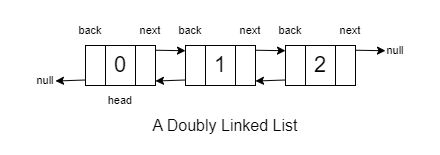 back next back next back next
0 1 2 null
null
head
A Doubly Linked List